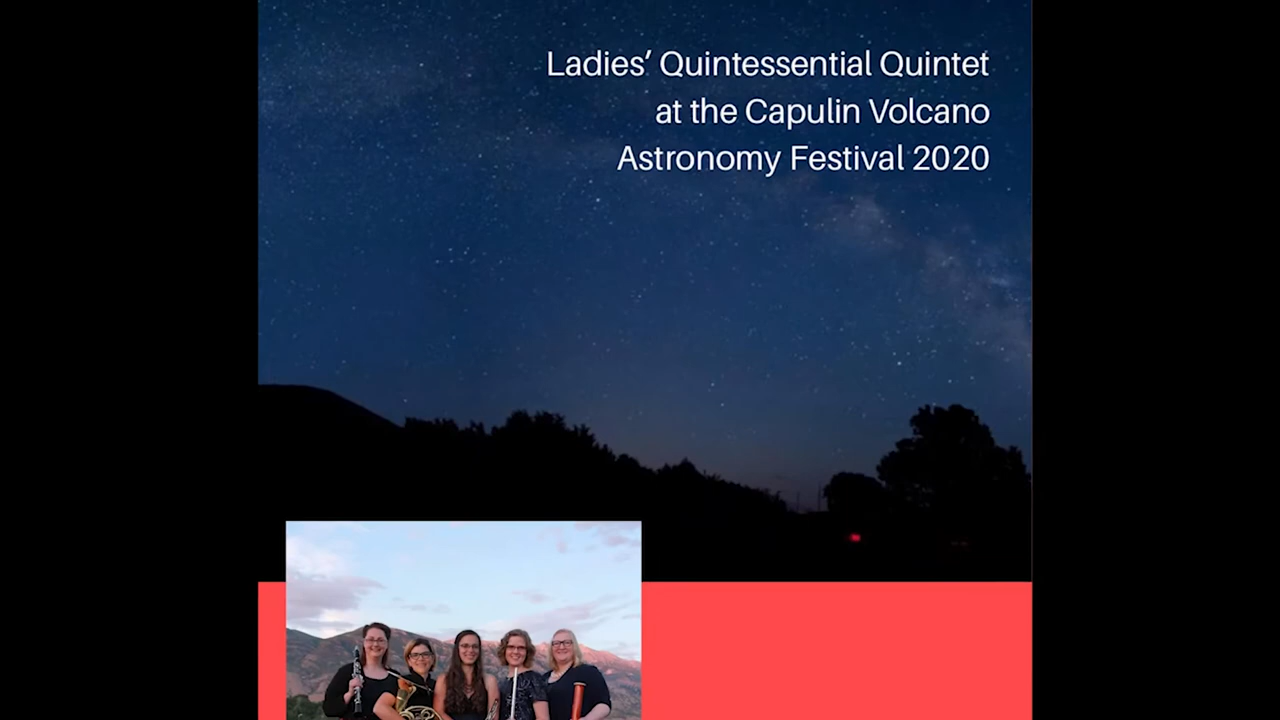 Ladies’ Quintessential Quintet
at the Capulin Volcano
Astronomy Festival 2020